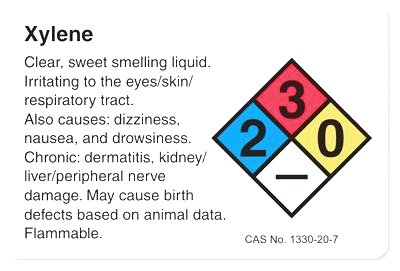 Xylene
Clear, sweet smelling liquid.
Irritating to the eyes/skin/
respiratory tract.
Also causes: dizziness,
nausea, and drowsiness.
Chronic: dermatitis, kidney/
liver/peripheral nerve
damage. May cause birth
defects based on animal data.
Flammable.
3
2 0
—
CAS No. 1330-20-7